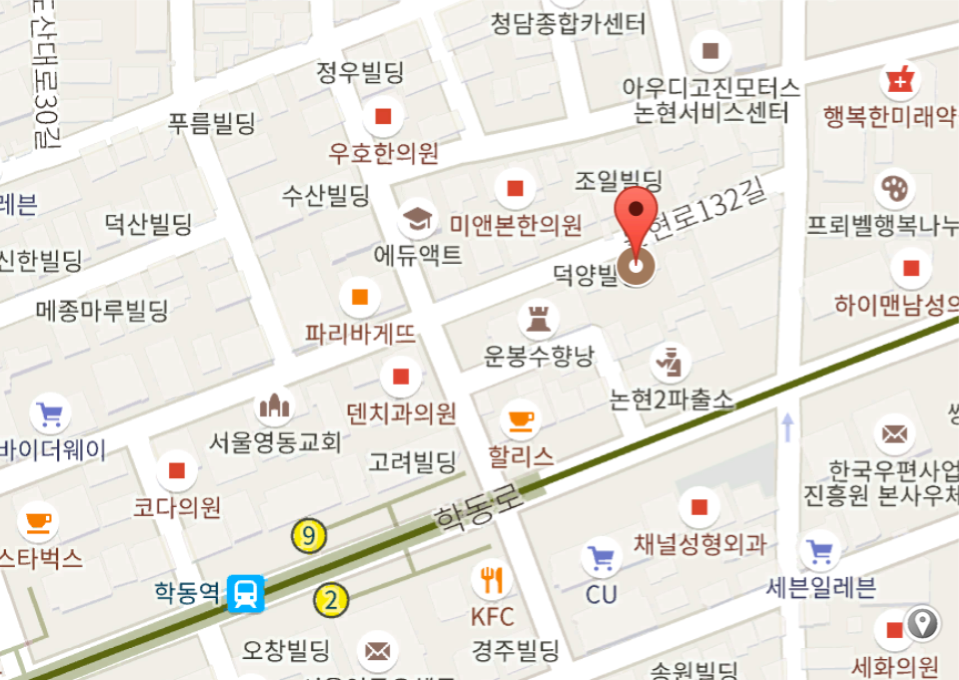 도산대로30길
청담종합카센터
정우빌딩
아우디고진모터스
논현서비스센터
행복한미래약
푸름빌딩
우호한의원
조일빌딩
수산빌딩
레븐
덕산빌딩
미앤본한의원
논현로132길
프뢰벨행복나누
에듀액트
신한빌딩
덕양빌
하이맨남성의
메종마루빌딩
파리바게뜨
운봉수향낭
논현2파출소
덴치과의원
서울영동교회
바이더웨이
할리스
고려빌딩
한국우편사업
진흥원 본사우체
코다의원
학동로
9
채널성형외과
스타벅스
학동역
2
CU
세븐일레븐
KFC
오창빌딩
경주빌딩
송원빌딩
세화의원